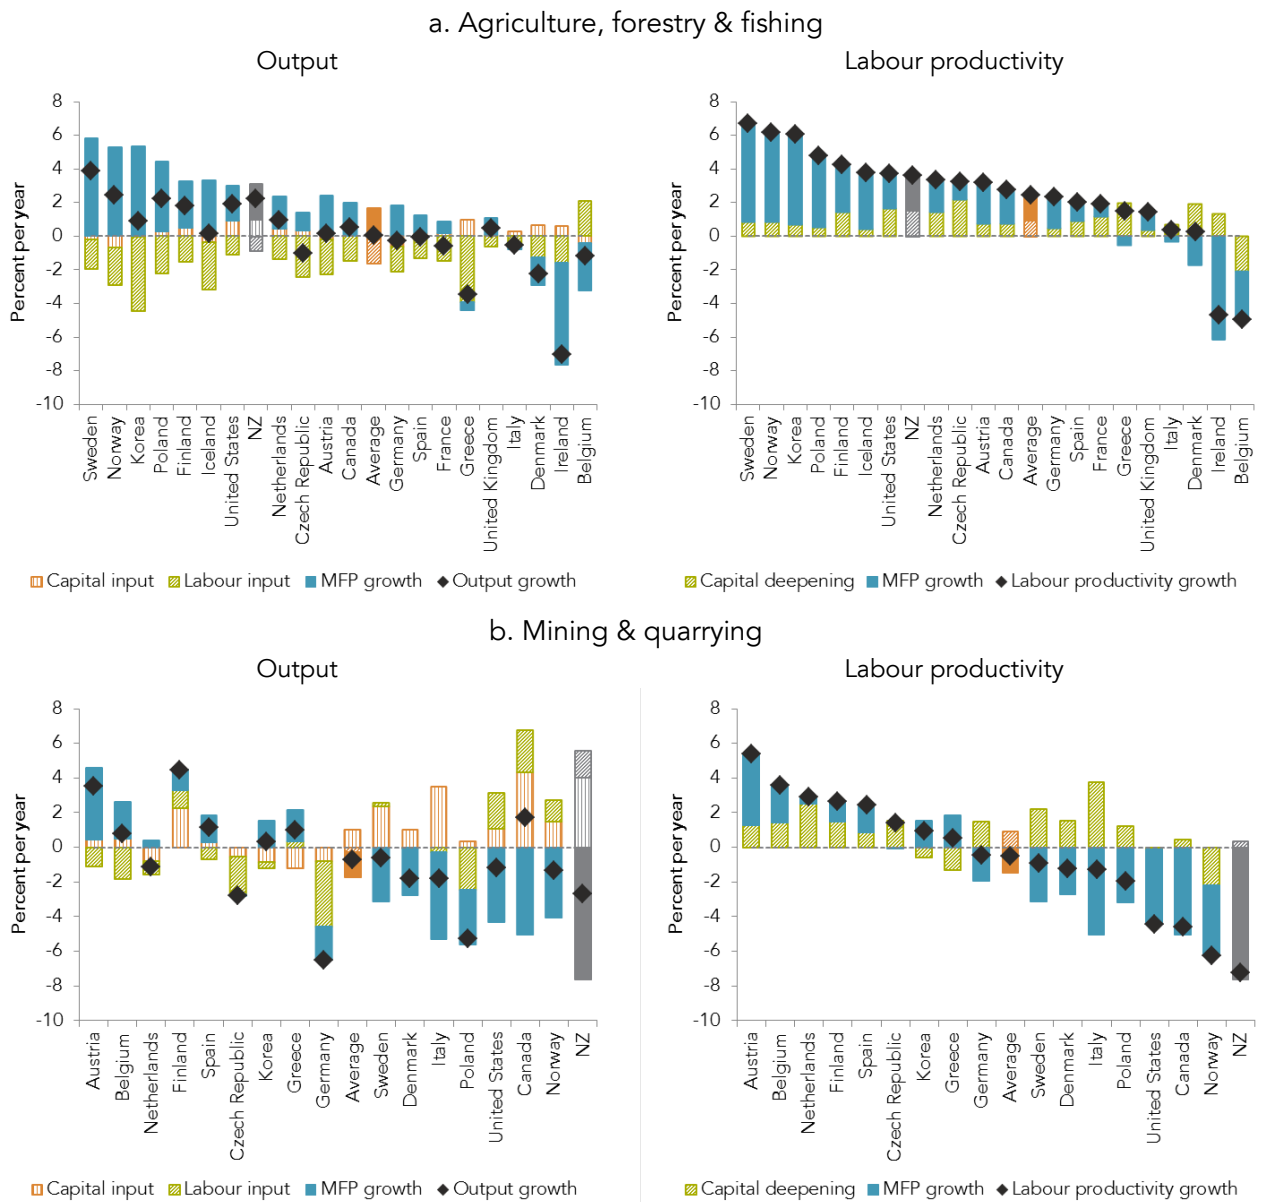 a. Agriculture, forestry & fishing
Output
Labour productivity
Percent per year
8
6
4
2
0
-2
-4
-6
-8
-10
Sweden
Norway
Korea
Poland
Finland
Iceland
United States
NZ
Netherlands
Czech Republic
Austria
Canada
Average
Germany
Spain
France
Greece
United Kingdom
Italy
Denmark
Ireland
Belgium
Capital input Labour input MFP growth Output growth
Percent per year
8
6
4
2
0
-2
-4
-6
-8
-10
Sweden
Norway
Korea
Poland
Finland
Iceland
United States
NZ
Netherlands
Czech Republic
Austria
Canada
Average
Germany
Spain
France
Greece
United Kingdom
Italy
Denmark
Ireland
Belgium
Capital deepening MFP growth Labour productivity growth
b. Mining & quarrying
Output
Labour productivity
Percent per year
8
6
4
2
0
-2
-4
-6
-8
-10
Austria
Belgium
Netherlands
Finland
Spain
Czech Republic
Korea
Greece
Germany
Average
Sweden
Denmark
Italy
Poland
United States
Canada
Norway
NZ
Capital input Labour input MFP growth Output growth
Percent per year
8
6
4
2
0
-2
-4
-6
-8
-10
Austria
Belgium
Netherlands
Finland
Spain
Czech Republic
Korea
Greece
Germany
Average
Sweden
Denmark
Italy
Poland
United States
Canada
Norway
NZ
Capital deepening MFP growth Labour productivity growth